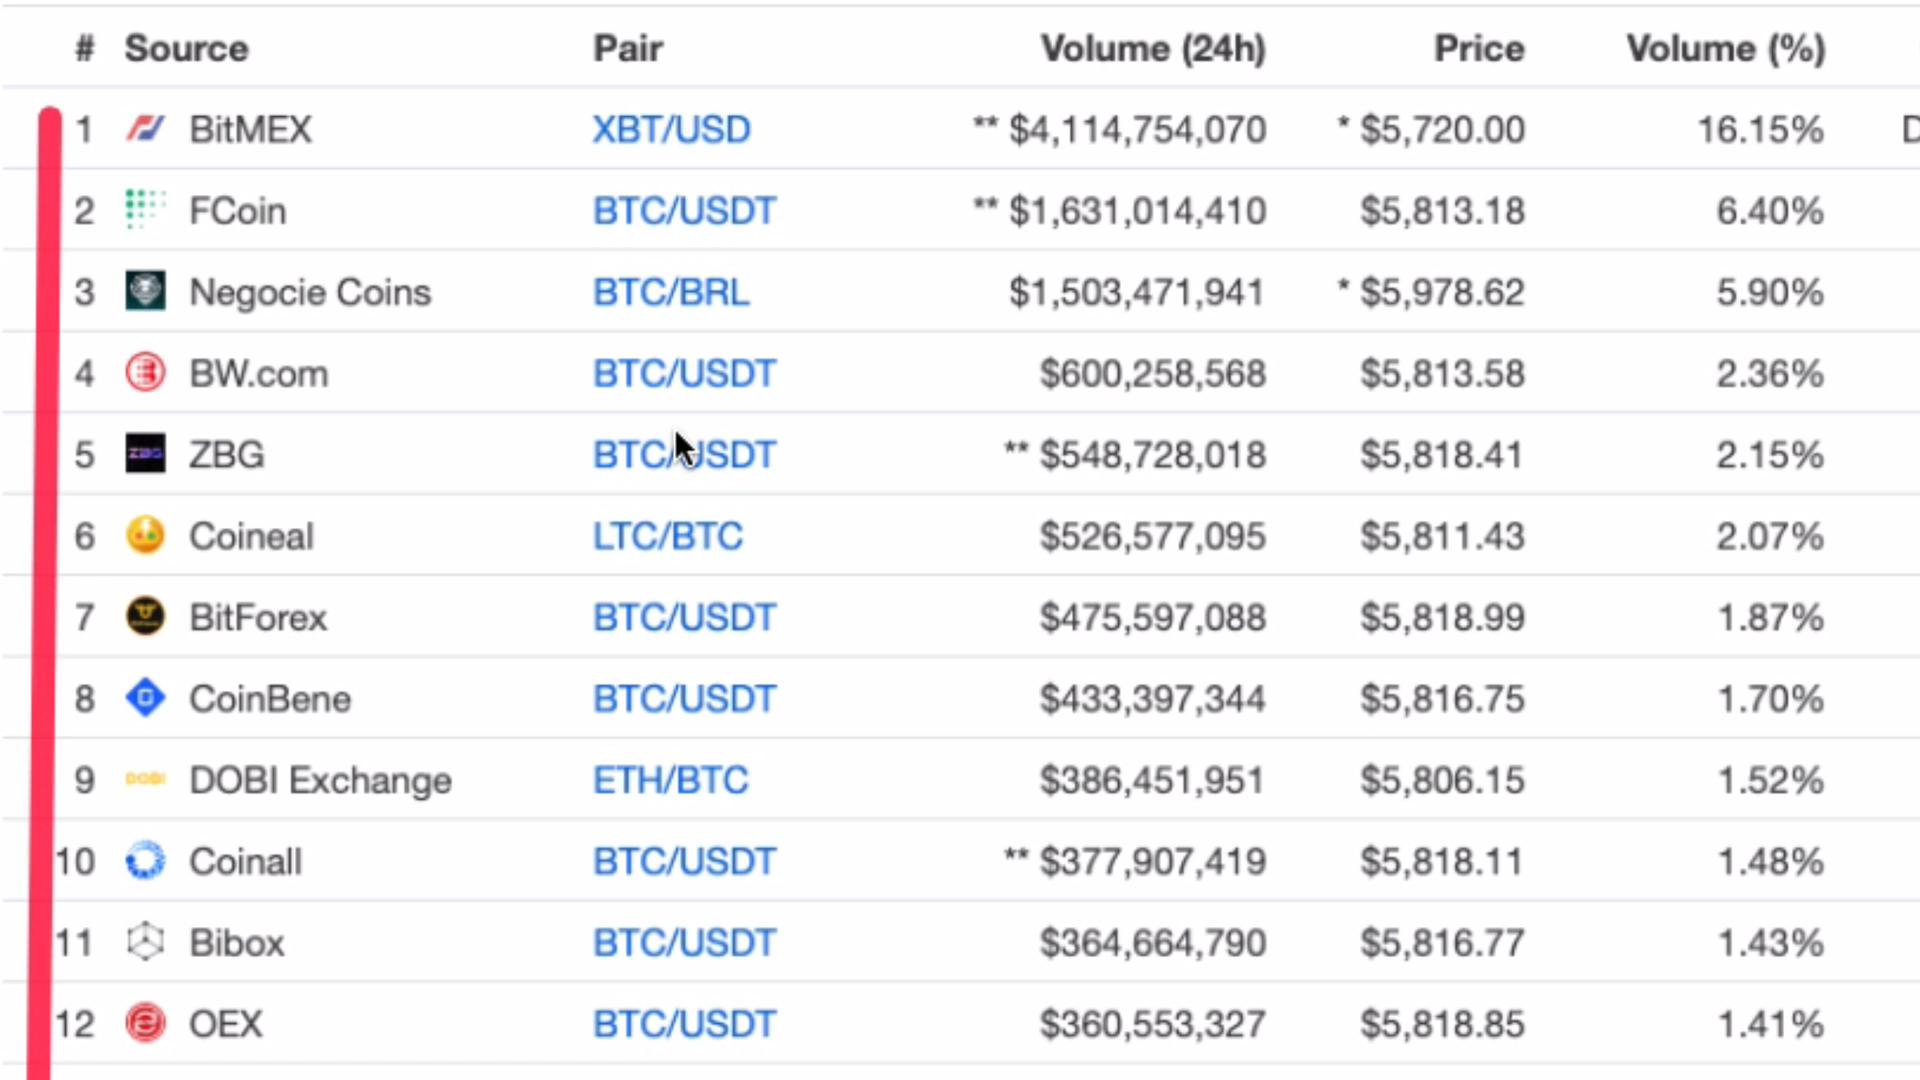 # Source Pair Volume (24h) Price Volume (%)
1 BitMEX XBT/USD ** $4,114,754,070 * $5,720.00 16.15% D
2 FCoin BTC/USDT ** $1,631,014,410 $5,813.18 6.40%
3 Negocie Coins BTC/BRL $1,503,471,941 * $5,978.62 5.90%
4 BW.com BTC/USDT $600,258,568 $5,813.58 2.36%
5 ZBG ZBG BTC/USDT ** $548,728,018 $5,818.41 2.15%
6 Coineal LTC/BTC $526,577,095 $5,811.43 2.07%
7 BitForex BTC/USDT $475,597,088 $5,818.99 1.87%
8 CoinBene BTC/USDT $433,397,344 $5,816.75 1.70%
9 DOBI DOBI Exchange ETH/BTC $386,451,951 $5,806.15 1.52%
10 Coinall BTC/USDT ** $377,907,419 $5,818.11 1.48%
11 Bibox BTC/USDT $364,664,790 $5,816.77 1.43%
12 OEX BTC/USDT $360,553,327 $5,818.85 1.41%